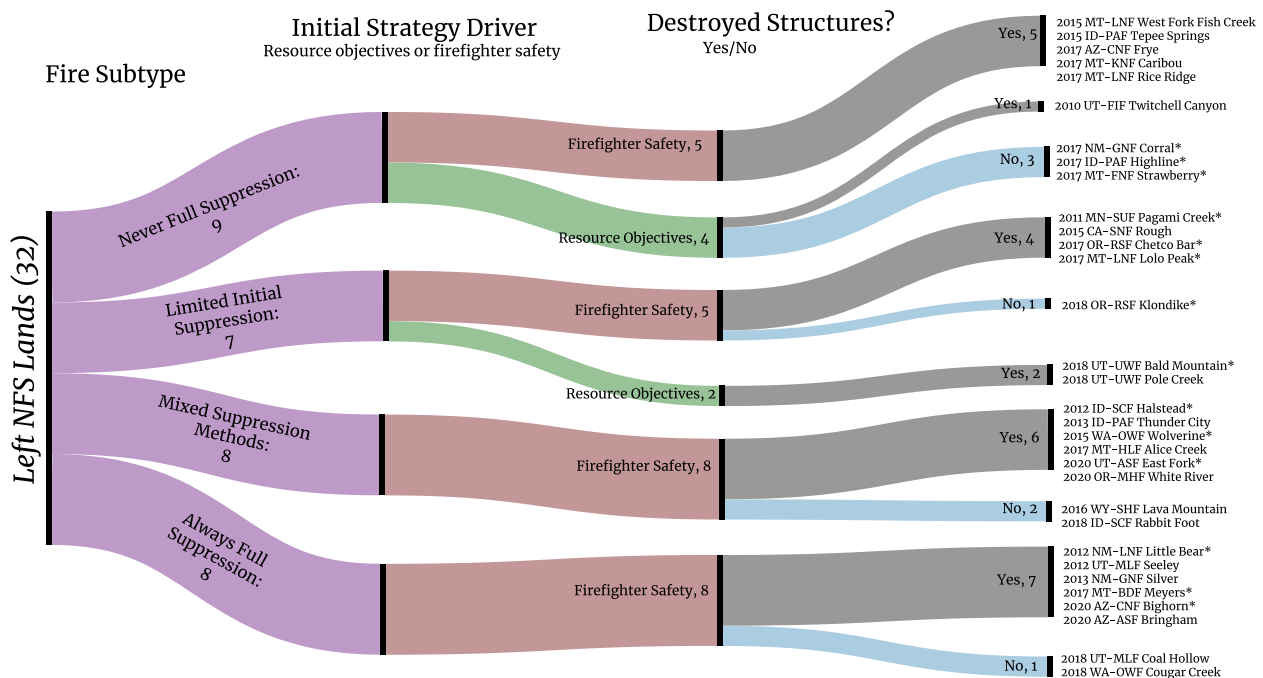 Fire Subtype
Initial Strategy Driver
Resource objectives or firefighter safety
Destroyed Structures?
Yes/No
Left NFS Lands (32)
Never Full Suppression:
9
Limited Initial
Suppression:
7
Mixed Suppression
Methods:
8
Always Full
Suppression:
8
Firefighter Safety, 5
Resource Objectives, 4
Firefighter Safety, 5
Resource Objectives, 2
Firefighter Safety, 8
Firefighter Safety, 8
Yes, 5
2015 MT-LNF West Fork Fish Creek
2015 ID-PAF Tepee Springs
2017 AZ-CNF Frye
2017 MT-KNF Caribou
2017 MT-LNF Rice Ridge
Yes, 1
2010 UT-FIF Twitchell Canyon
No, 3
2017 NM-GNF Corral*
2017 ID-PAF Highline*
2017 MT-FNF Strawberry*
Yes, 4
2011 MN-SUF Pagami Creek*
2015 CA-SNF Rough
2017 OR-RSF Chetco Bar*
2017 MT-LNF Lolo Peak*
No, 1
2018 OR-RSF Klondike*
Yes, 2
2018 UT-UWF Bald Mountain*
2018 UT-UWF Pole Creek
Yes, 6
2012 ID-SCF Halstead*
2013 ID-PAF Thunder City
2015 WA-OWF Wolverine*
2017 MT-HLF Alice Creek
2020 UT-ASF East Fork*
2020 OR-MHF White River
No, 2
2016 WY-SHF Lava Mountain
2018 ID-SCF Rabbit Foot
Yes, 7
2012 NM-LNF Little Bear*
2012 UT-MLF Seeley
2013 NM-GNF Silver
2017 MT-BDF Meyers*
2020 AZ-CNF Bighorn*
2020 AZ-ASF Bringham
No, 1
2018 UT-MLF Coal Hollow
2018 WA-OWF Cougar Creek